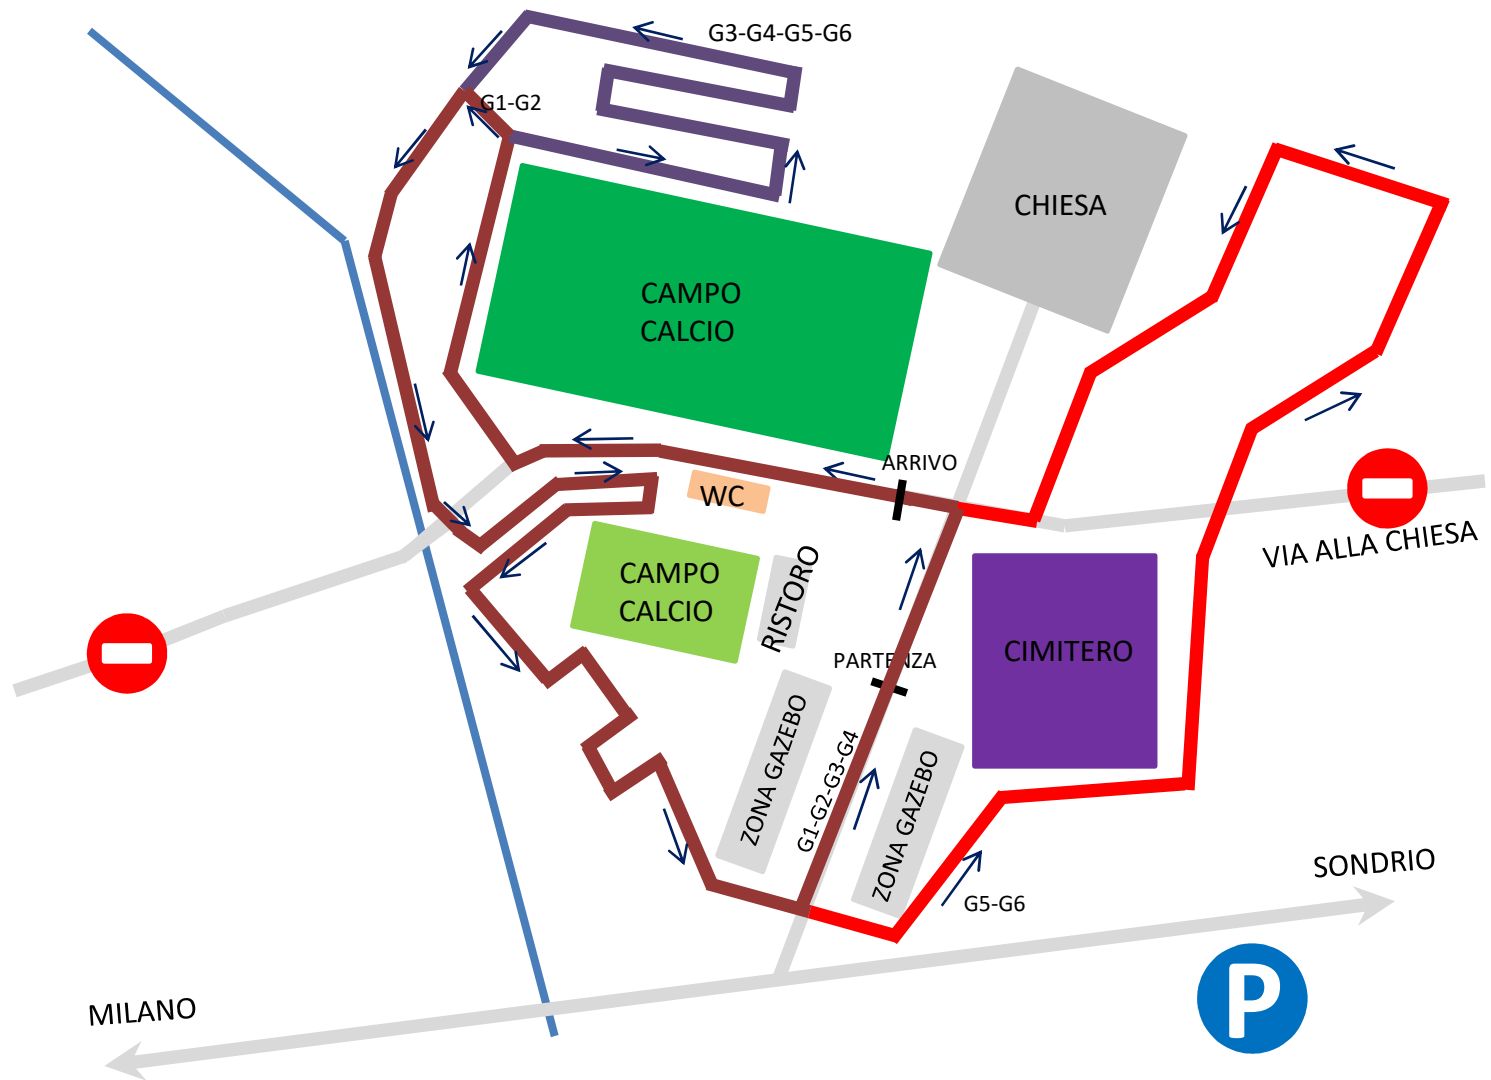 G3-G4-G5-G6
G1-G2
CHIESA
CAMPO
CALCIO
ARRIVO
WC
VIA ALLA CHIESA
CAMPO
CALCIO
RISTORO
PARTENZA
CIMITERO
ZONA GAZEBO
G1-G2-G3-G4
ZONA GAZEBO
SONDRIO
G5-G6
MILANO
P